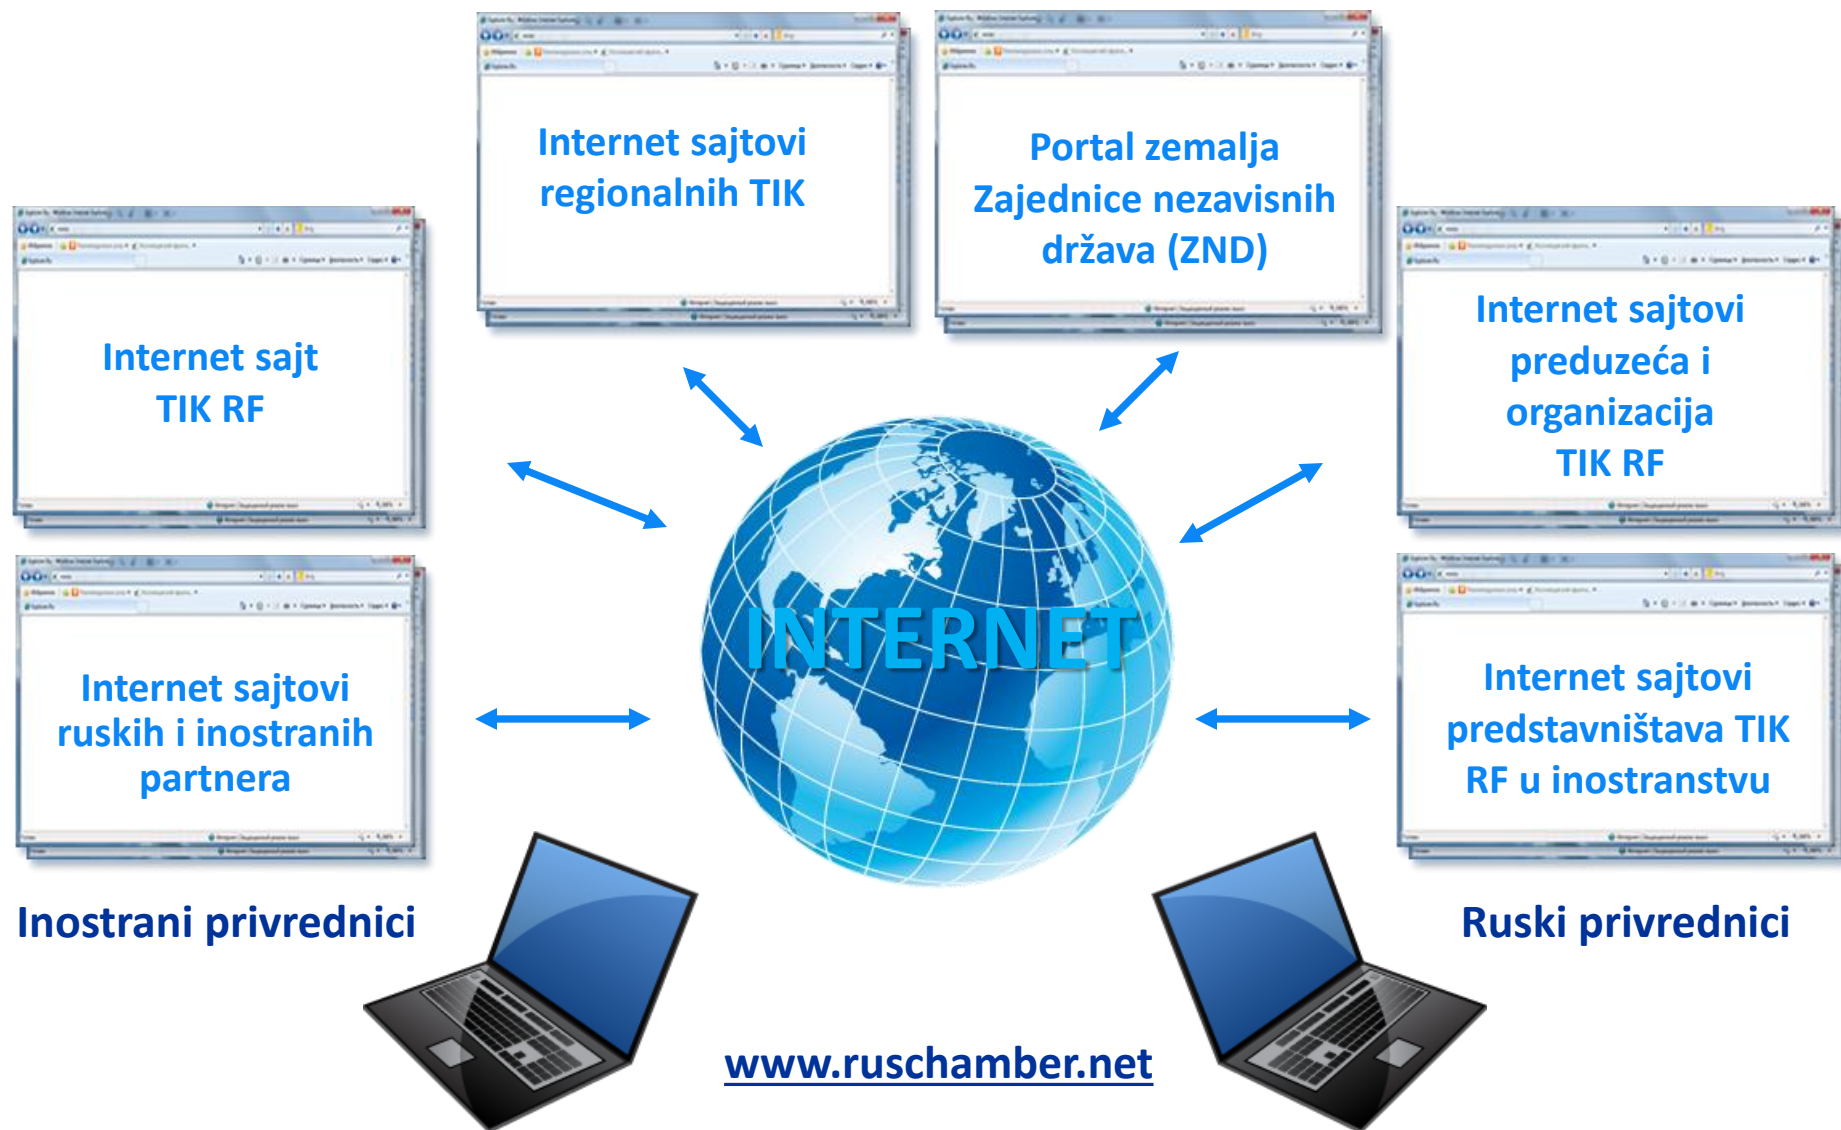 Internet sajtovi
regionalnih TIK
Portal zemalja
Zajednice nezavisnih
država (ZND)
Internet sajt
TIK RF
Internet sajtovi
preduzeća i
organizacija
TIK RF
INTERNET
Internet sajtovi
ruskih i inostranih
partnera
Internet sajtovi
predstavništava TIK
RF u inostranstvu
Inostrani privrednici
Ruski privrednici
www.ruschamber.net